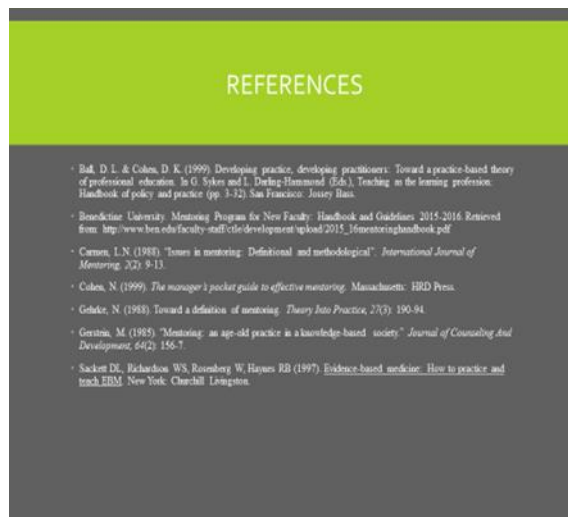 REFERENCES
Ball, D. L. & Cohen, D. K. (1999). Developing practice, developing practitioners: Toward a practice-based theory
of professional education. In G. Sykes and L. Darling-Hammond (Eds.), Teaching as the learning profession:
Handbook of policy and practice (pp. 3-32). San Francisco: Jossey Bass.
Benedictine University. Mentoring Program for New Faculty: Handbook and Guidelines 2015-2016. Retrieved
from: http://www.ben.edu/faculty-staff/ctle/development/upload/2015_16mentoringhandbook.pdf
Carmen, L.N. (1988). "Issues in mentoring: Definitional and methodological". International Journal of
Mentoring, 2(2): 9-13.
Cohen, N. (1999). The manager's pocket guide to effective mentoring. Massachusetts: HRD Press.
Gehrke, N. (1988). Toward a definition of mentoring. Theory Into Practice, 27(3): 190-94.
Gerstein, M. (1985). "Mentoring: an age-old practice in a knowledge-based society." Journal of Counseling And
Development, 64(2): 156-7.
Sackett DL, Richardson WS, Rosenberg W, Haynes RB (1997). Evidence-based medicine: How to practice and
teach EBM. New York: Churchill Livingston.